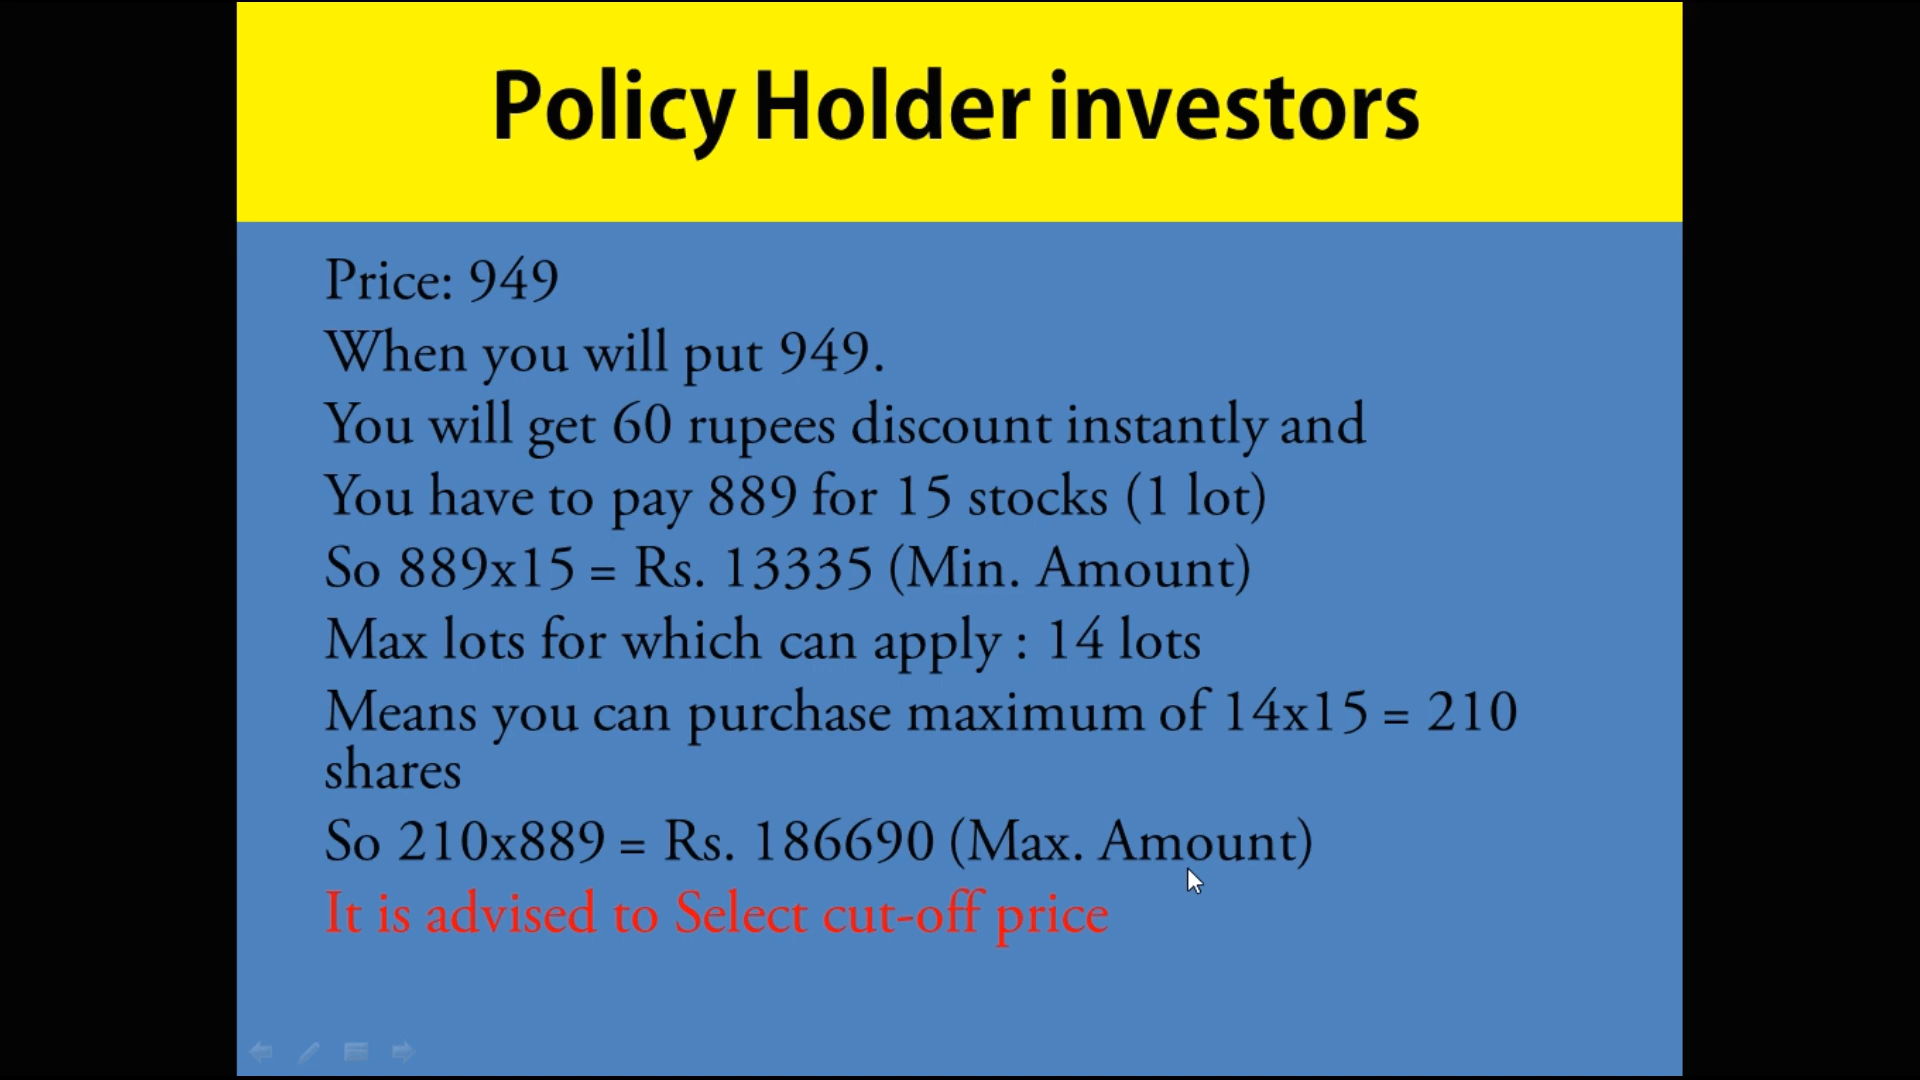 Policy Holder investors
Price: 949
When you will put 949.
You will get 60 rupees discount instantly and
You have to pay 889 for 15 stocks (1 lot)
So 889x15 = Rs. 13335 (Min. Amount)
Max lots for which can apply : 14 lots
Means you can purchase maximum of 14x15 = 210
shares
So 210x889 = Rs. 186690 (Max. Amount)
It is advised to Select cut-off price